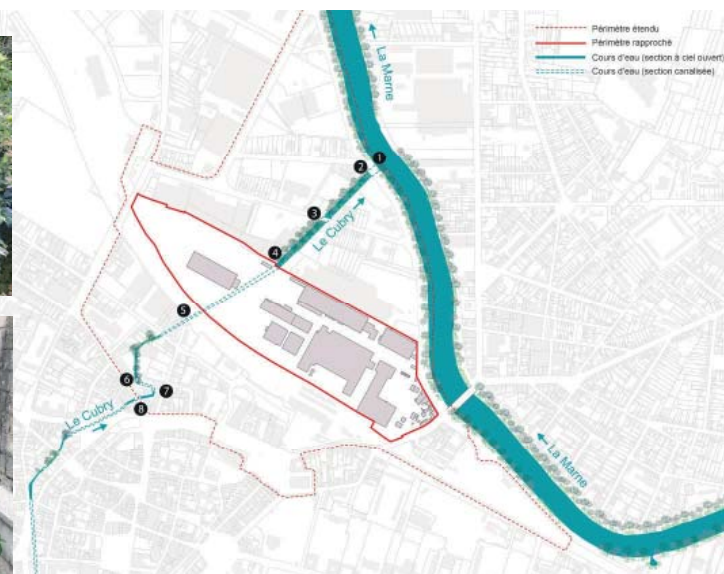 La Marne
Périmètre étendu
Périmètre rapproché
Cours d'eau (section à ciel ouvert)
Cours d'eau (section canalisée)
1
2
3
Le Cubry
4
5
6
7
Le Cubry
8
La Marne